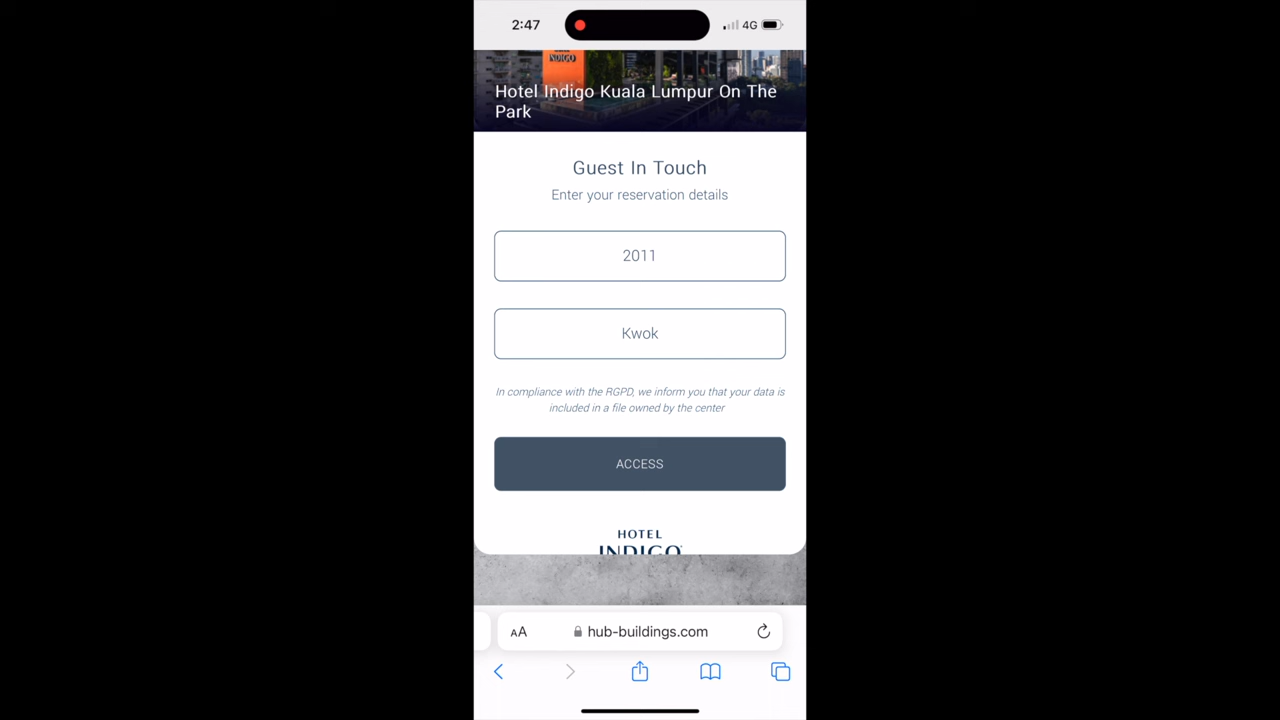 2:47
4G
INDIGO
Hotel Indigo Kuala Lumpur On The
Park
Guest In Touch
Enter your reservation details
2011
Kwok
In compliance with the RGPD, we inform you that your data is
included in a file owned by the center
ACCESS
HOTEL
INDIGO
AA
hub-buildings.com